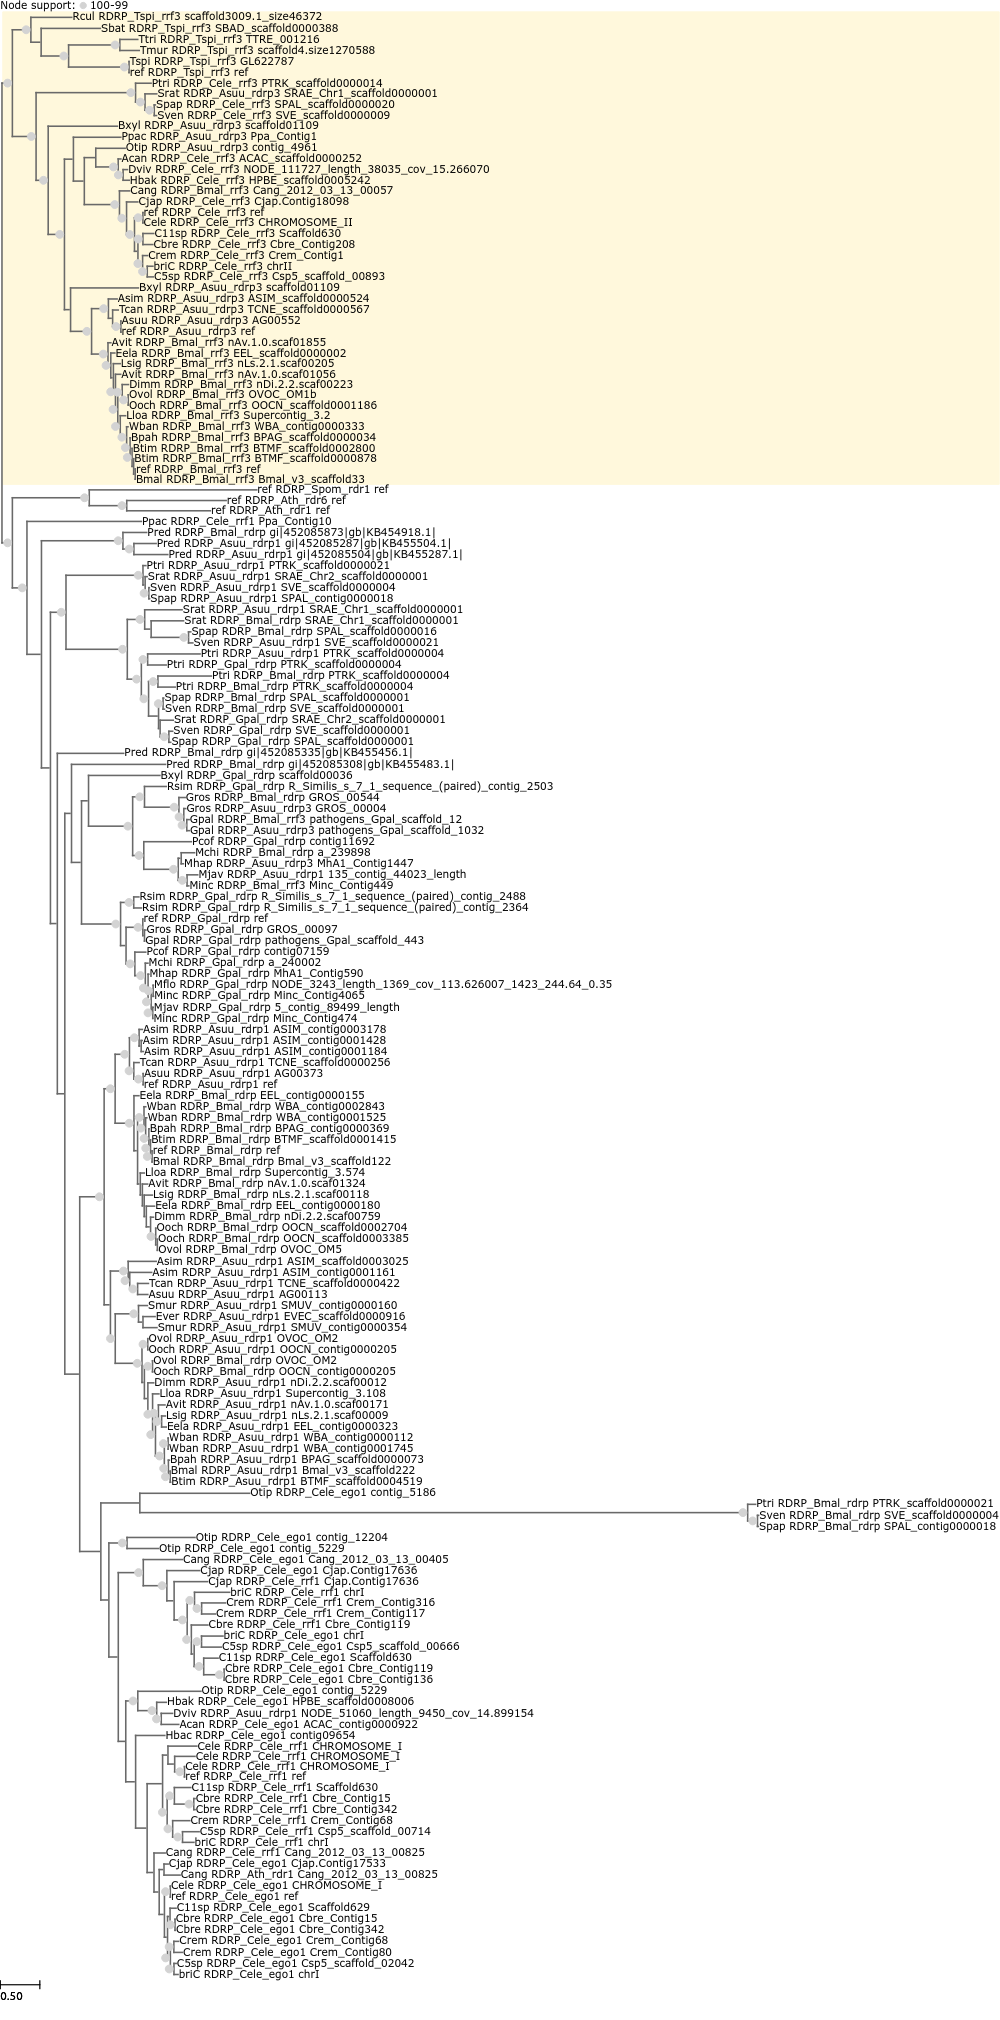 Node support: 100-99
Rcul RDRP_Tspi_rrf3 scaffold3009.1_size46372
Sbat RDRP_Tspi_rrf3 SBAD_scaffold0000388
Ttri RDRP_Tspi_rrf3 TTRE_001216
Tmur RDRP_Tspi_rrf3 scaffold4.size1270588
Tspi RDRP_Tspi_rrf3 GL622787
ref RDRP_Tspi_rrf3 ref
Ptri RDRP_Cele_rrf3 PTRK_scaffold0000014
Srat RDRP_Asuu_rdrp3 SRAE_Chr1_scaffold0000001
Spap RDRP_Cele_rrf3 SPAL_scaffold0000020
Sven RDRP_Cele_rrf3 SVE_scaffold0000009
Bxyl RDRP_Asuu_rdrp3 scaffold01109
Ppac RDRP_Asuu_rdrp3 Ppa_Contig1
Otip RDRP_Asuu_rdrp3 contig_4961
Acan RDRP_Cele_rrf3 ACAC_scaffold0000252
Dviv RDRP_Cele_rrf3 NODE_111727_length_38035_cov_15.266070
Hbak RDRP_Cele_rrf3 HPBE_scaffold0005242
Cang RDRP_Bmal_rrf3 Cang_2012_03_13_00057
Cjap RDRP_Cele_rrf3 Cjap.Contig18098
ref RDRP_Cele_rrf3 ref
Cele RDRP_Cele_rrf3 CHROMOSOME_II
C11sp RDRP_Cele_rrf3 Scaffold630
Cbre RDRP_Cele_rrf3 Cbre_Contig208
Crem RDRP_Cele_rrf3 Crem_Contig1
briC RDRP_Cele_rrf3 chrII
C5sp RDRP_Cele_rrf3 Csp5_scaffold_00893
Bxyl RDRP_Asuu_rdrp3 scaffold01109
Asim RDRP_Asuu_rdrp3 ASIM_scaffold0000524
Tcan RDRP_Asuu_rdrp3 TCNE_scaffold0000567
Asuu RDRP_Asuu_rdrp3 AG00552
ref RDRP_Asuu_rdrp3 ref
Avit RDRP_Bmal_rrf3 nAv.1.0.scaf01855
Eela RDRP_Bmal_rrf3 EEL_scaffold0000002
Lsig RDRP_Bmal_rrf3 nLs.2.1.scaf00205
Avit RDRP_Bmal_rrf3 nAv.1.0.scaf01056
Dimm RDRP_Bmal_rrf3 nDi.2.2.scaf00223
Ovol RDRP_Bmal_rrf3 OVOC_OM1b
Ooch RDRP_Bmal_rrf3 OOCN_scaffold0001186
Lloa RDRP_Bmal_rrf3 Supercontig_3.2
Wban RDRP_Bmal_rrf3 WBA_contig0000333
Bpah RDRP_Bmal_rrf3 BPAG_scaffold0000034
Btim RDRP_Bmal_rrf3 BTMF_scaffold0002800
Btim RDRP_Bmal_rrf3 BTMF_scaffold0000878
ref RDRP_Bmal_rrf3 ref
Bmal RDRP_Bmal_rrf3 Bmal_v3_scaffold33
ref RDRP_Spom_rdr1 ref
ref RDRP_Ath_rdr6 ref
ref RDRP_Ath_rdr1 ref
Ppac RDRP_Cele_rrf1 Ppa_Contig10
Pred RDRP_Bmal_rdrp gi|452085873|gb|KB454918.1|
Pred RDRP_Asuu_rdrp1 gi|452085287|gb|KB455504.1|
Pred RDRP_Asuu_rdrp1 gi|452085504|gb|KB455287.1|
Ptri RDRP_Asuu_rdrp1 PTRK_scaffold0000021
Srat RDRP_Asuu_rdrp1 SRAE_Chr2_scaffold0000001
Sven RDRP_Asuu_rdrp1 SVE_scaffold0000004
Spap RDRP_Asuu_rdrp1 SPAL_contig0000018
Srat RDRP_Asuu_rdrp1 SRAE_Chr1_scaffold0000001
Srat RDRP_Bmal_rdrp SRAE_Chr1_scaffold0000001
Spap RDRP_Bmal_rdrp SPAL_scaffold0000016
Sven RDRP_Asuu_rdrp1 SVE_scaffold0000021
Ptri RDRP_Asuu_rdrp1 PTRK_scaffold0000004
Ptri RDRP_Gpal_rdrp PTRK_scaffold0000004
Ptri RDRP_Bmal_rdrp PTRK_scaffold0000004
Ptri RDRP_Bmal_rdrp PTRK_scaffold0000004
Spap RDRP_Bmal_rdrp SPAL_scaffold0000001
Sven RDRP_Bmal_rdrp SVE_scaffold0000001
Srat RDRP_Gpal_rdrp SRAE_Chr2_scaffold0000001
Sven RDRP_Gpal_rdrp SVE_scaffold0000001
Spap RDRP_Gpal_rdrp SPAL_scaffold0000001
Pred RDRP_Bmal_rdrp gi|452085335|gb|KB455456.1|
Pred RDRP_Bmal_rdrp gi|452085308|gb|KB455483.1|
Bxyl RDRP_Gpal_rdrp scaffold00036
Rsim RDRP_Gpal_rdrp R_Similis_s_7_1_sequence_(paired)_contig_2503
Gros RDRP_Bmal_rdrp GROS_00544
Gros RDRP_Asuu_rdrp3 GROS_00004
Gpal RDRP_Bmal_rrf3 pathogens_Gpal_scaffold_12
Gpal RDRP_Asuu_rdrp3 pathogens_Gpal_scaffold_1032
Pcof RDRP_Gpal_rdrp contig11692
Mchi RDRP_Bmal_rdrp a_239898
Mhap RDRP_Asuu_rdrp3 MhA1_Contig1447
Mjav RDRP_Asuu_rdrp1 135_contig_44023_length
Minc RDRP_Bmal_rrf3 Minc_Contig449
Rsim RDRP_Gpal_rdrp R_Similis_s_7_1_sequence_(paired)_contig_2488
Rsim RDRP_Gpal_rdrp R_Similis_s_7_1_sequence_(paired)_contig_2364
ref RDRP_Gpal_rdrp ref
Gros RDRP_Gpal_rdrp GROS_00097
Gpal RDRP_Gpal_rdrp pathogens_Gpal_scaffold_443
Pcof RDRP_Gpal_rdrp contig07159
Mchi RDRP_Gpal_rdrp a_240002
Mhap RDRP_Gpal_rdrp MhA1_Contig590
Mflo RDRP_Gpal_rdrp NODE_3243_length_1369_cov_113.626007_1423_244.64_0.35
Minc RDRP_Gpal_rdrp Minc_Contig4065
Mjav RDRP_Gpal_rdrp 5_contig_89499_length
Minc RDRP_Gpal_rdrp Minc_Contig474
Asim RDRP_Asuu_rdrp1 ASIM_contig0003178
Asim RDRP_Asuu_rdrp1 ASIM_contig0001428
Asim RDRP_Asuu_rdrp1 ASIM_contig0001184
Tcan RDRP_Asuu_rdrp1 TCNE_scaffold0000256
Asuu RDRP_Asuu_rdrp1 AG00373
ref RDRP_Asuu_rdrp1 ref
Eela RDRP_Bmal_rdrp EEL_contig0000155
Wban RDRP_Bmal_rdrp WBA_contig0002843
Wban RDRP_Bmal_rdrp WBA_contig0001525
Bpah RDRP_Bmal_rdrp BPAG_contig0000369
Btim RDRP_Bmal_rdrp BTMF_scaffold0001415
ref RDRP_Bmal_rdrp ref
Bmal RDRP_Bmal_rdrp Bmal_v3_scaffold122
Lloa RDRP_Bmal_rdrp Supercontig_3.574
Avit RDRP_Bmal_rdrp nAv.1.0.scaf01324
Lsig RDRP_Bmal_rdrp nLs.2.1.scaf00118
Eela RDRP_Bmal_rdrp EEL_contig0000180
Dimm RDRP_Bmal_rdrp nDi.2.2.scaf00759
Ooch RDRP_Bmal_rdrp OOCN_scaffold0002704
Ooch RDRP_Bmal_rdrp OOCN_scaffold0003385
Ovol RDRP_Bmal_rdrp OVOC_OM5
Asim RDRP_Asuu_rdrp1 ASIM_scaffold0003025
Asim RDRP_Asuu_rdrp1 ASIM_contig0001161
Tcan RDRP_Asuu_rdrp1 TCNE_scaffold0000422
Asuu RDRP_Asuu_rdrp1 AG00113
Smur RDRP_Asuu_rdrp1 SMUV_contig0000160
Ever RDRP_Asuu_rdrp1 EVEC_scaffold0000916
Smur RDRP_Asuu_rdrp1 SMUV_contig0000354
Ovol RDRP_Asuu_rdrp1 OVOC_OM2
Ooch RDRP_Asuu_rdrp1 OOCN_contig0000205
Ovol RDRP_Bmal_rdrp OVOC_OM2
Ooch RDRP_Bmal_rdrp OOCN_contig0000205
Dimm RDRP_Asuu_rdrp1 nDi.2.2.scaf00012
Lloa RDRP_Asuu_rdrp1 Supercontig_3.108
Avit RDRP_Asuu_rdrp1 nAv.1.0.scaf00171
Lsig RDRP_Asuu_rdrp1 nLs.2.1.scaf00009
Eela RDRP_Asuu_rdrp1 EEL_contig0000323
Wban RDRP_Asuu_rdrp1 WBA_contig0000112
Wban RDRP_Asuu_rdrp1 WBA_contig0001745
Bpah RDRP_Asuu_rdrp1 BPAG_scaffold0000073
Bmal RDRP_Asuu_rdrp1 Bmal_v3_scaffold222
Btim RDRP_Asuu_rdrp1 BTMF_scaffold0004519
Otip RDRP_Cele_ego1 contig_5186
Ptri RDRP_Bmal_rdrp PTRK_scaffold0000021
Sven RDRP_Bmal_rdrp SVE_scaffold0000004
Spap RDRP_Bmal_rdrp SPAL_contig0000018
Otip RDRP_Cele_ego1 contig_12204
Otip RDRP_Cele_ego1 contig_5229
Cang RDRP_Cele_ego1 Cang_2012_03_13_00405
Cjap RDRP_Cele_ego1 Cjap.Contig17636
Cjap RDRP_Cele_rrf1 Cjap.Contig17636
briC RDRP_Cele_rrf1 chrI
Crem RDRP_Cele_rrf1 Crem_Contig316
Crem RDRP_Cele_rrf1 Crem_Contig117
Cbre RDRP_Cele_rrf1 Cbre_Contig119
briC RDRP_Cele_ego1 chrI
C5sp RDRP_Cele_ego1 Csp5_scaffold_00666
C11sp RDRP_Cele_ego1 Scaffold630
Cbre RDRP_Cele_ego1 Cbre_Contig119
Cbre RDRP_Cele_ego1 Cbre_Contig136
Otip RDRP_Cele_ego1 contig_5229
Hbak RDRP_Cele_ego1 HPBE_scaffold0008006
Dviv RDRP_Asuu_rdrp1 NODE_51060_length_9450_cov_14.899154
Acan RDRP_Cele_ego1 ACAC_contig0000922
Hbac RDRP_Cele_ego1 contig09654
Cele RDRP_Cele_rrf1 CHROMOSOME_I
Cele RDRP_Cele_rrf1 CHROMOSOME_I
Cele RDRP_Cele_rrf1 CHROMOSOME_I
ref RDRP_Cele_rrf1 ref
C11sp RDRP_Cele_rrf1 Scaffold630
Cbre RDRP_Cele_rrf1 Cbre_Contig15
Cbre RDRP_Cele_rrf1 Cbre_Contig342
Crem RDRP_Cele_rrf1 Crem_Contig68
C5sp RDRP_Cele_rrf1 Csp5_scaffold_00714
briC RDRP_Cele_rrf1 chrI
Cang RDRP_Cele_rrf1 Cang_2012_03_13_00825
Cjap RDRP_Cele_ego1 Cjap.Contig17533
Cang RDRP_Ath_rdr1 Cang_2012_03_13_00825
Cele RDRP_Cele_ego1 CHROMOSOME_I
ref RDRP_Cele_ego1 ref
C11sp RDRP_Cele_ego1 Scaffold629
Cbre RDRP_Cele_ego1 Cbre_Contig15
Cbre RDRP_Cele_ego1 Cbre_Contig342
Crem RDRP_Cele_ego1 Crem_Contig68
Crem RDRP_Cele_ego1 Crem_Contig80
C5sp RDRP_Cele_ego1 Csp5_scaffold_02042
briC RDRP_Cele_ego1 chrI
0.50